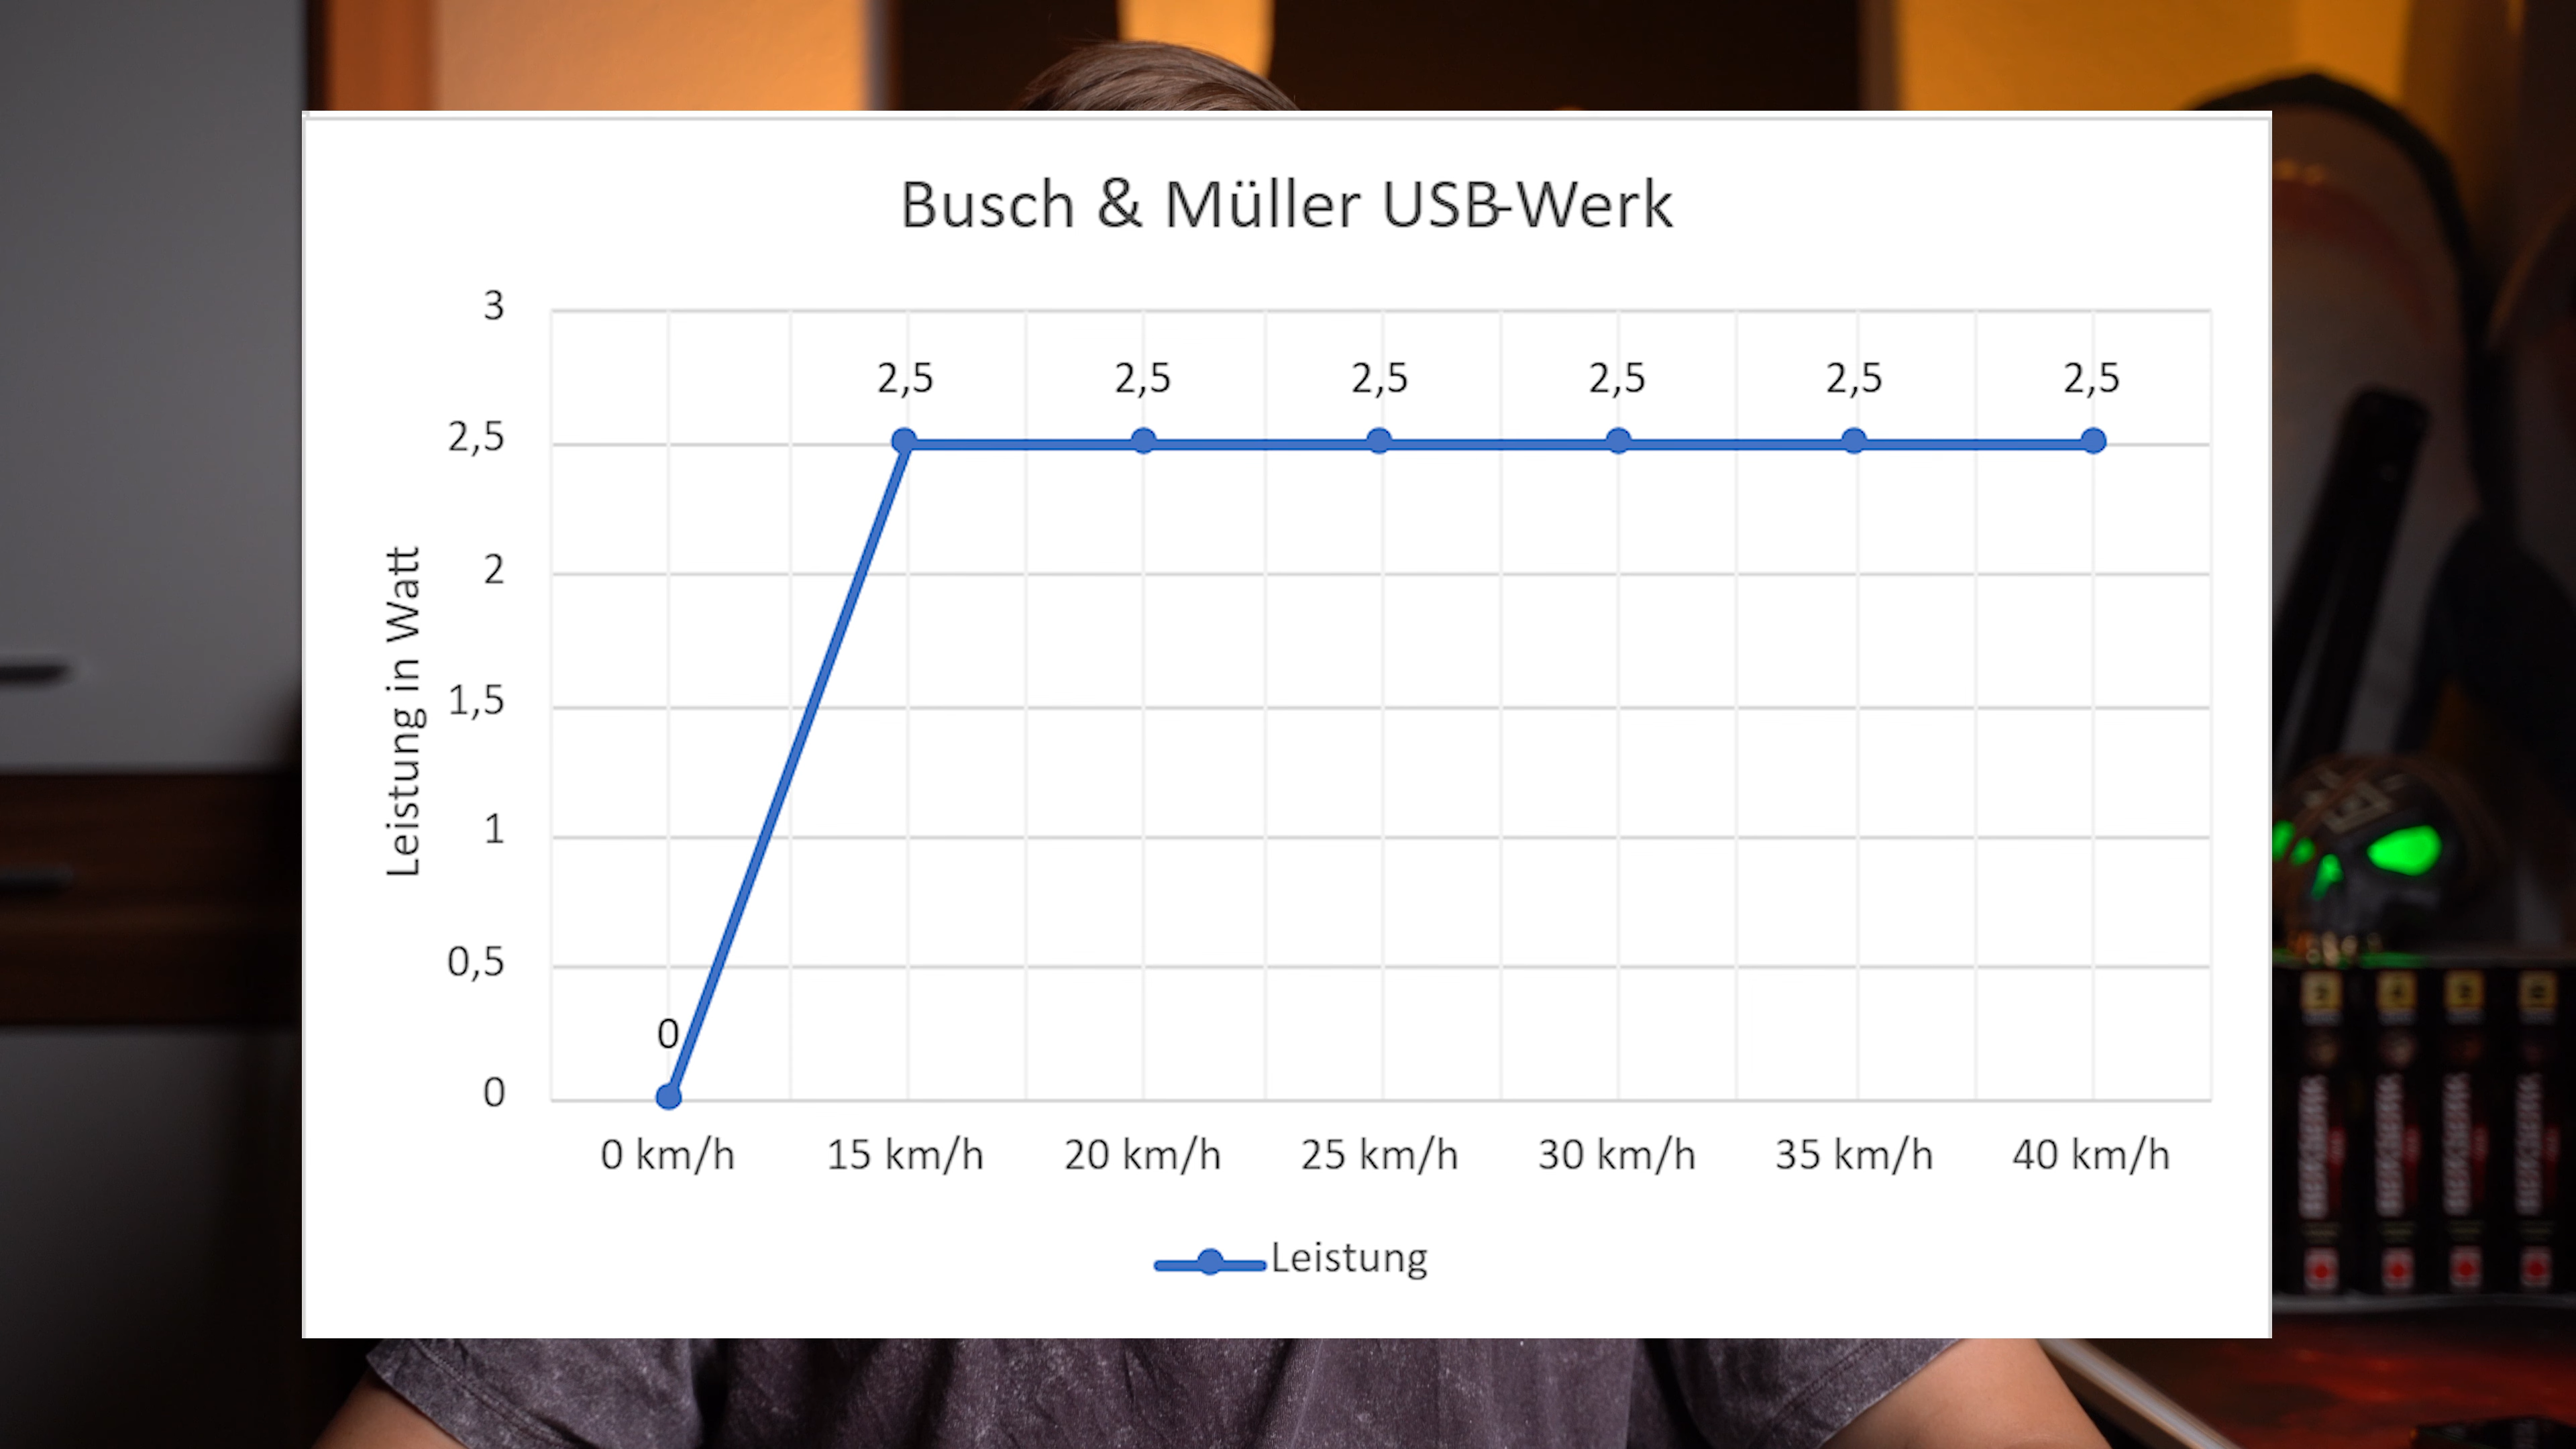 Busch & Müller USB-Werk
3
2,5
2
1,5
1
0,5
0
Leistung in Watt
2,5 2,5 2,5 2,5 2,5 2,5
0
0 km/h 15 km/h 20 km/h 25 km/h 30 km/h 35 km/h 40 km/h
Leistung